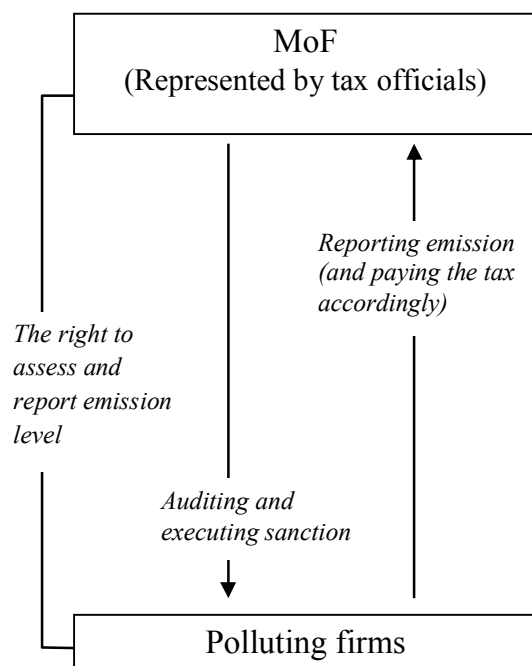 MoF
(Represented by tax officials)
Reporting emission
(and paying the tax
accordingly)
The right to
assess and
report emission
level
Auditing and
executing sanction
Polluting firms